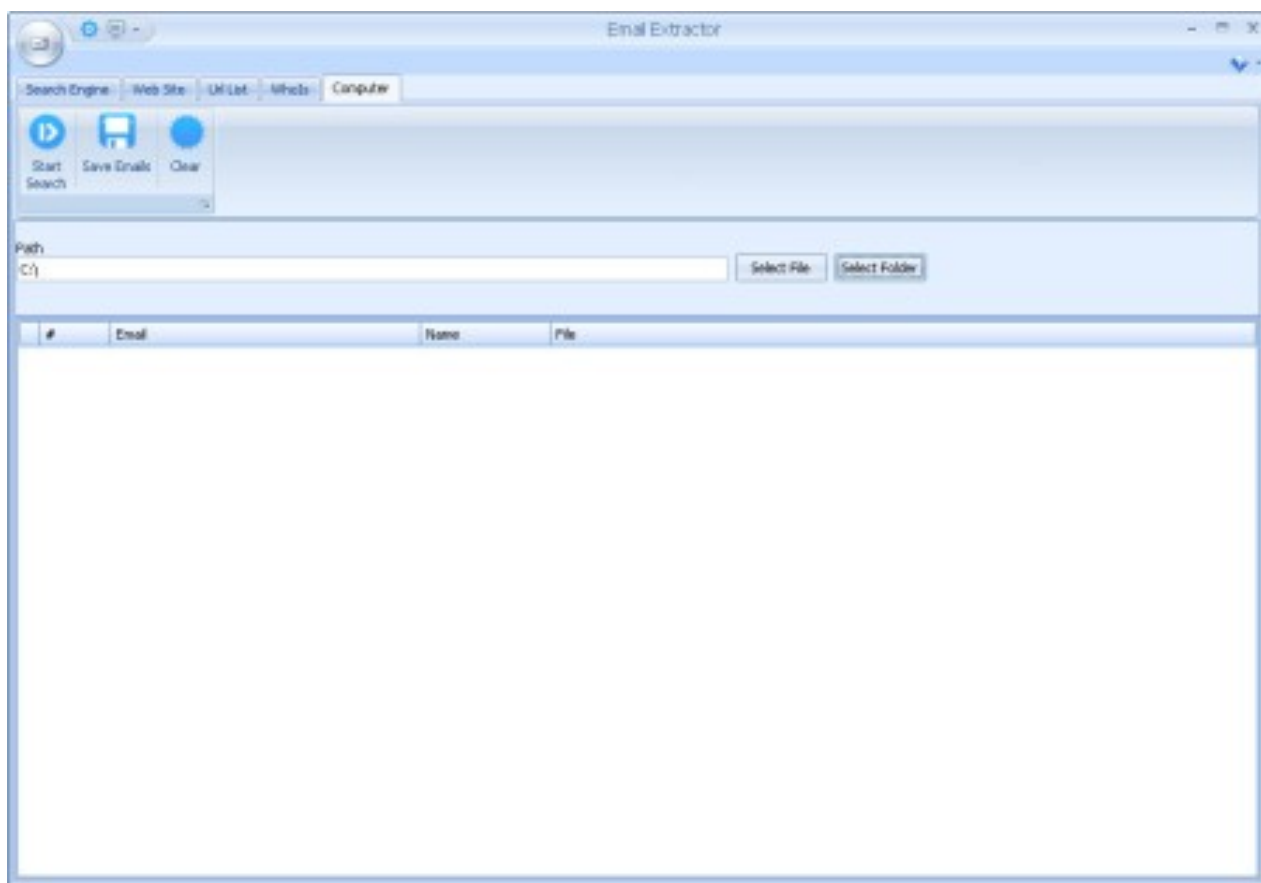 Email Extractor
Search Engine Web Site Url List WhoIs Computer
Start Search Save Emails Clear
Path
C:\
Select File Select Folder
# Email Name File